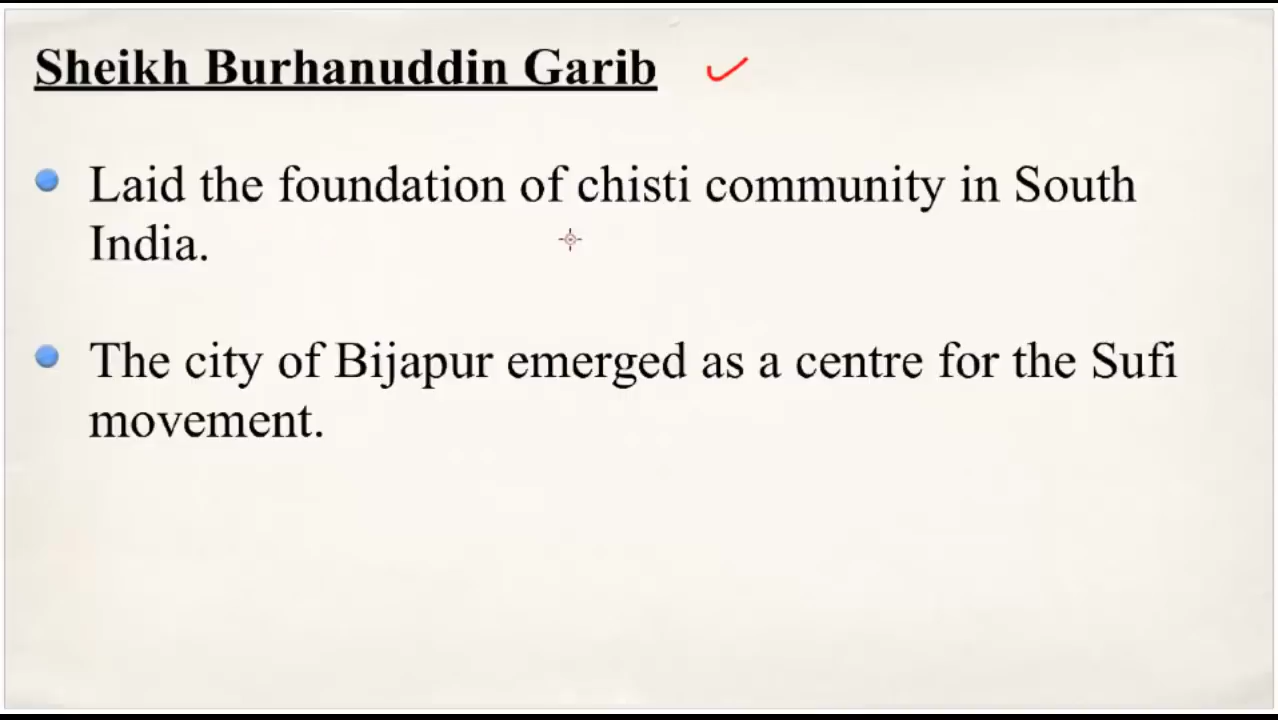 Sheikh Burhanuddin Garib
Laid the foundation of chisti community in South
India.
The city of Bijapur emerged as a centre for the Sufi
movement.